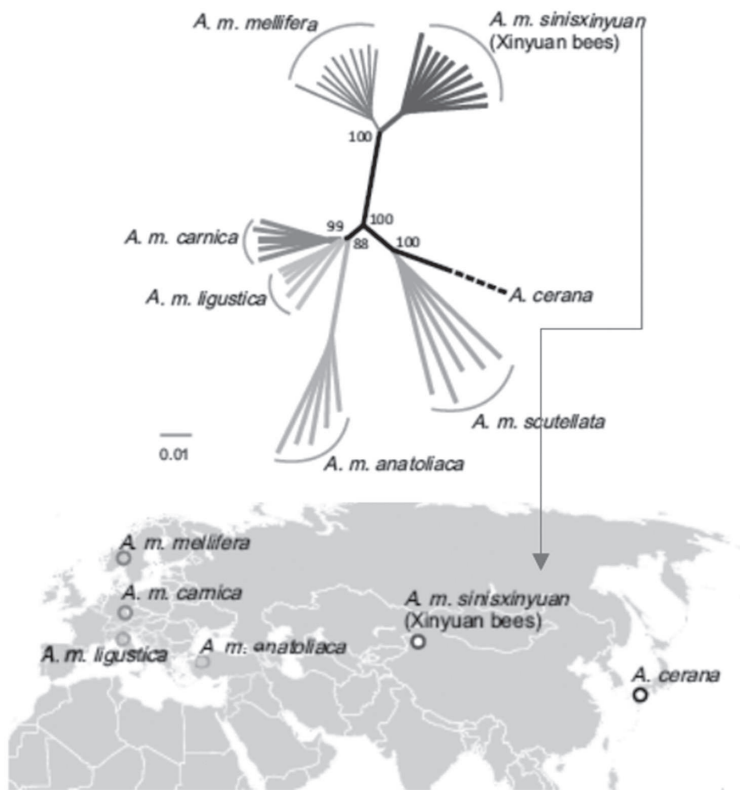 A. m. mellifera
A. m. sinisxinyuan
(Xinyuan bees)
100
99
100
88
100
A. m. carnica
A. m. ligustica
A. cerana
A. m. scutellata
0.01
A. m. anatoliaca
A. m. mellifera
A. m. carnica
A. m. sinisxinyuan
(Xinyuan bees)
A. m. ligustica
A. m. anatoliaca
A. cerana